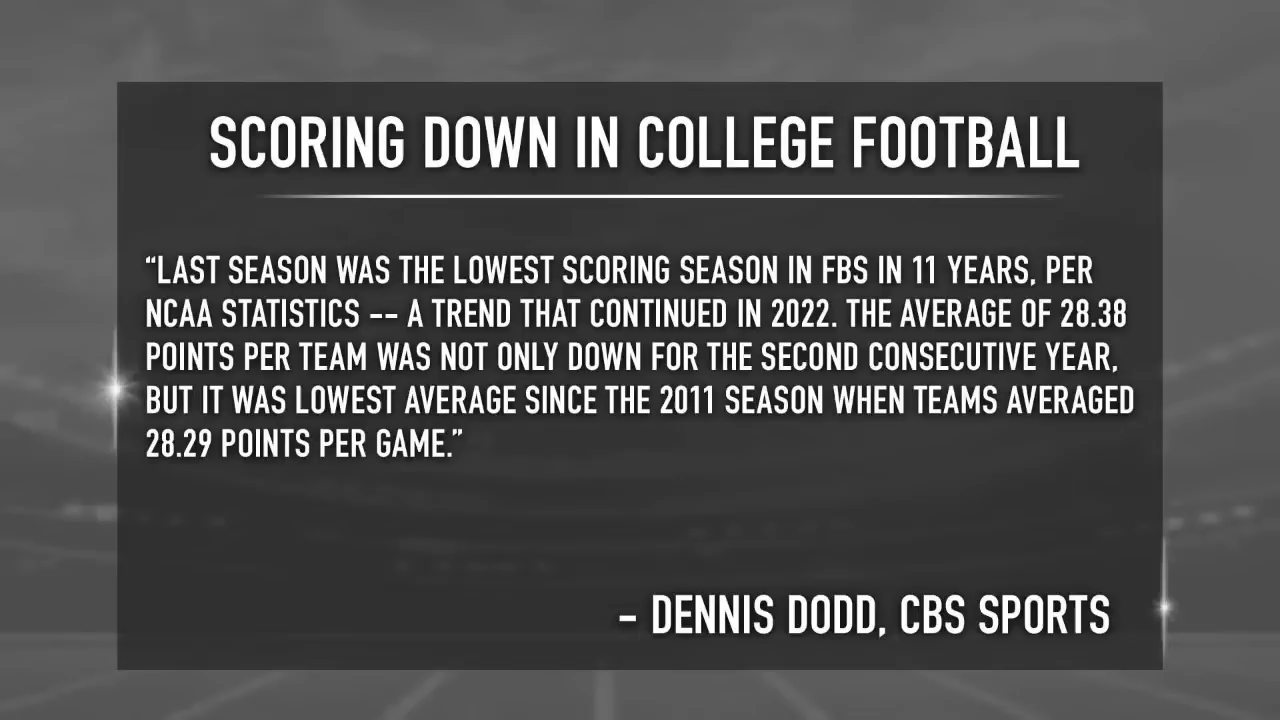 SCORING DOWN IN COLLEGE FOOTBALL
“LAST SEASON WAS THE LOWEST SCORING SEASON IN FBS IN 11 YEARS, PER
NCAA STATISTICS -- A TREND THAT CONTINUED IN 2022. THE AVERAGE OF 28.38
POINTS PER TEAM WAS NOT ONLY DOWN FOR THE SECOND CONSECUTIVE YEAR,
BUT IT WAS LOWEST AVERAGE SINCE THE 2011 SEASON WHEN TEAMS AVERAGED
28.29 POINTS PER GAME.”
– DENNIS DODD, CBS SPORTS